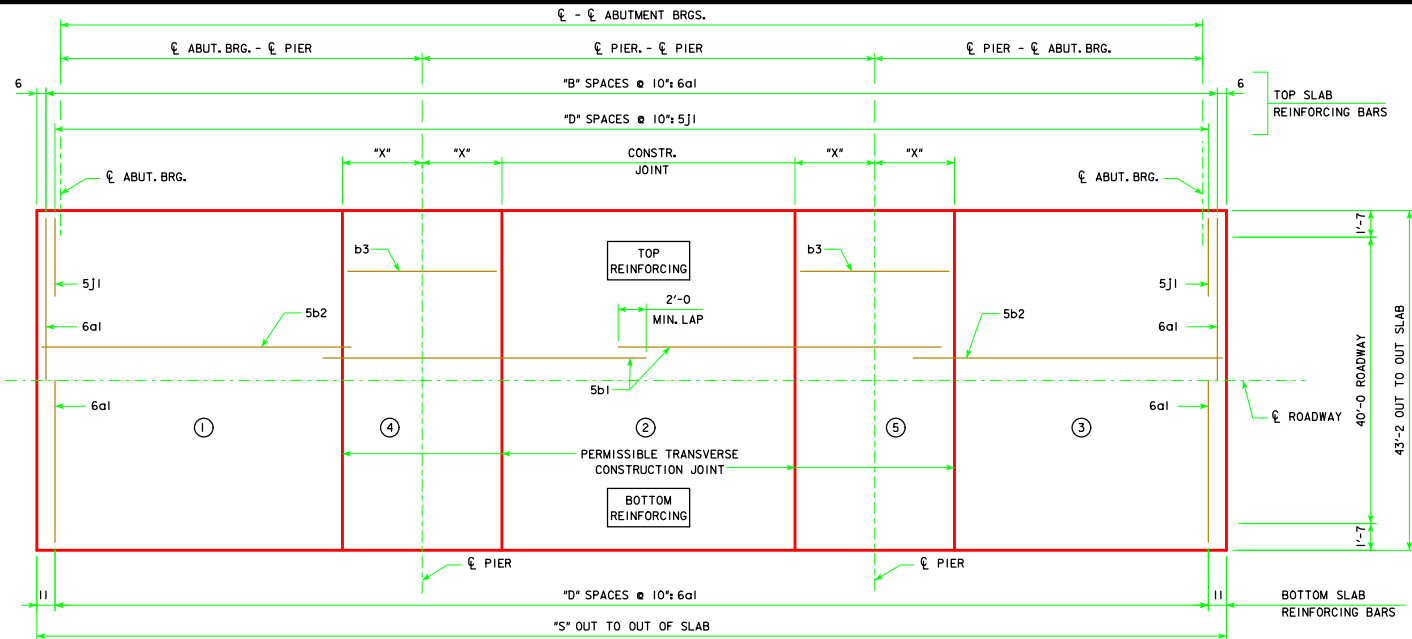 ℄ - ℄ ABUTMENT BRGS.
℄ ABUT. BRG. - ℄ PIER
℄ PIER. - ℄ PIER
℄ PIER - ℄ ABUT. BRG.
6
"B" SPACES @ 10": 6a1
6
TOP SLAB
REINFORCING BARS
"D" SPACES @ 10": 5j1
"X"
"X"
CONSTR.
JOINT
"X"
"X"
℄ ABUT. BRG.
℄ ABUT. BRG.
1'-7
b3
TOP
REINFORCING
b3
5j1
5j1
2'-0
MIN. LAP
5b2
5b2
6a1
6a1
5b1
40'-0 ROADWAY
43'-2 OUT TO OUT SLAB
6a1
6a1
℄ ROADWAY
1
4
2
5
3
PERMISSIBLE TRANSVERSE
CONSTRUCTION JOINT
BOTTOM
REINFORCING
1'-7
℄ PIER
℄ PIER
11
"D" SPACES @ 10": 6a1
11
BOTTOM SLAB
REINFORCING BARS
"S" OUT TO OUT OF SLAB